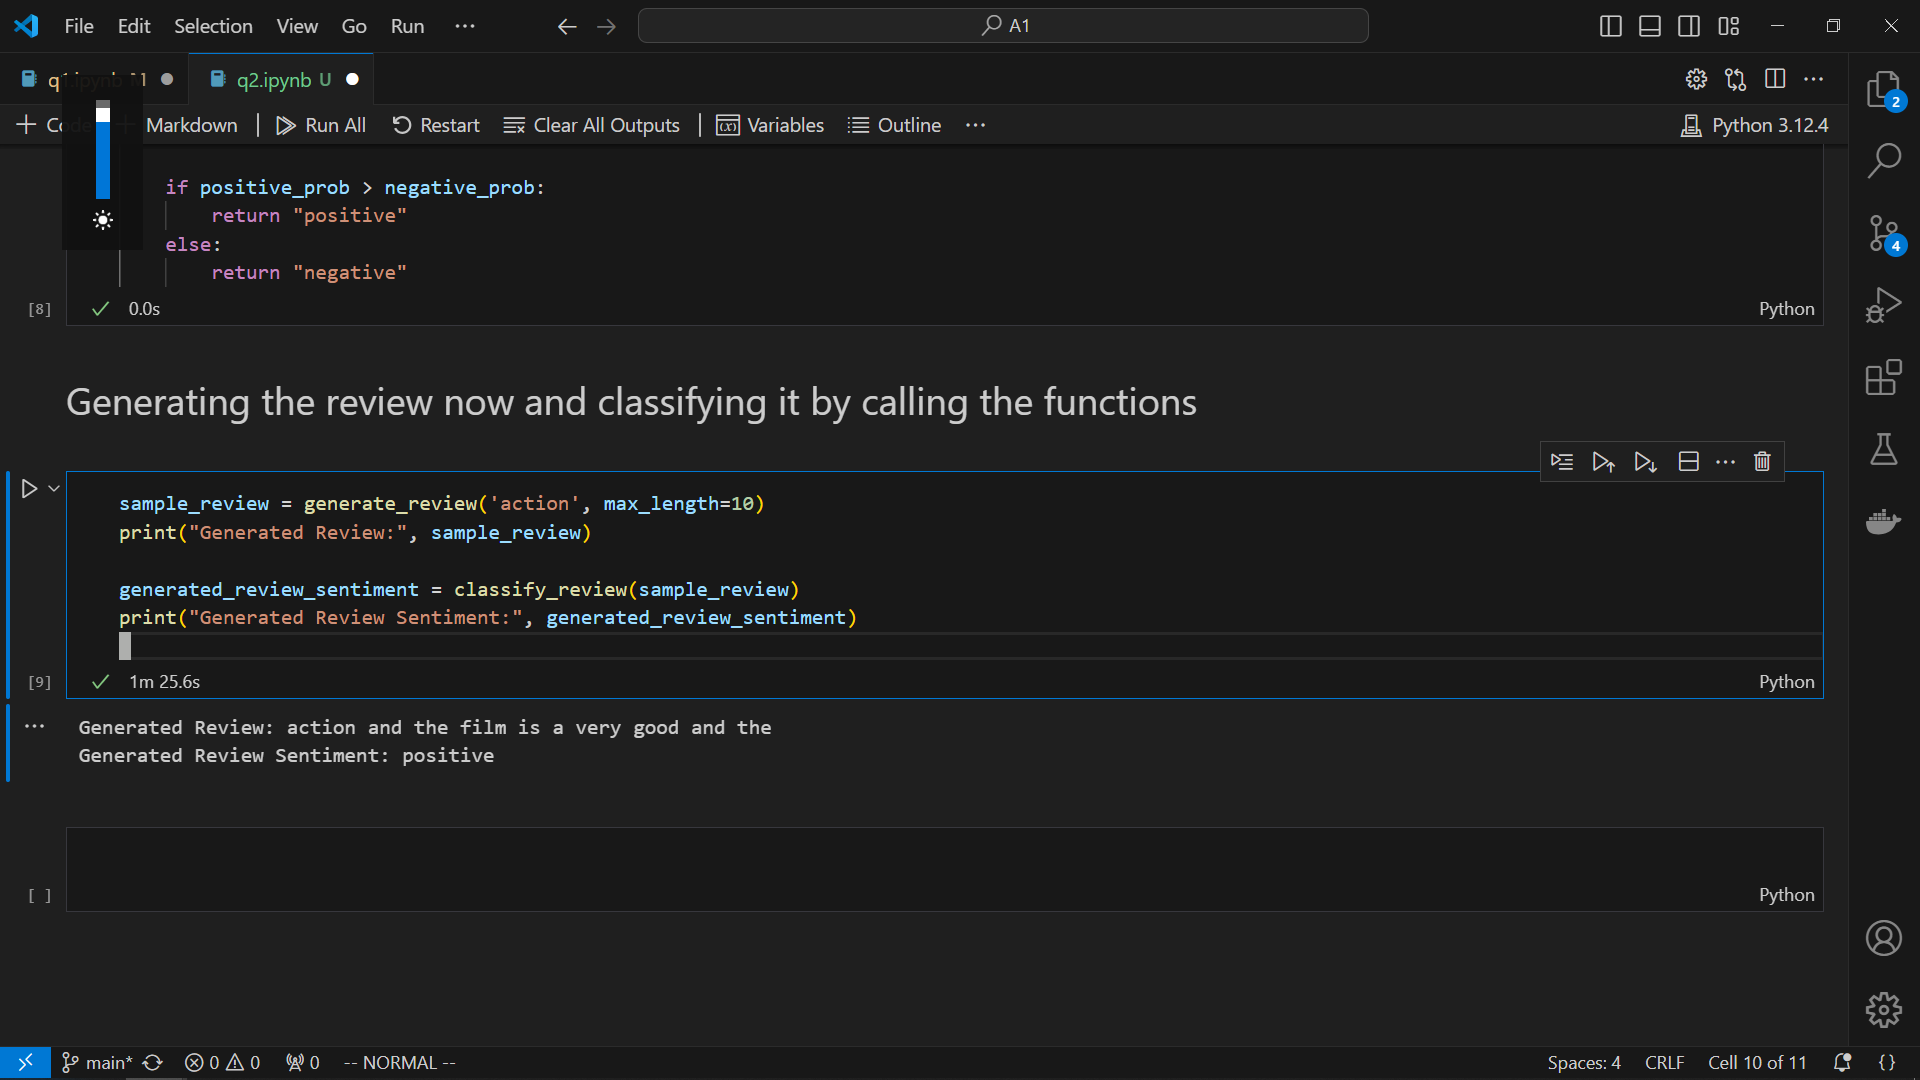 File Edit Selection View Go Run ··· A1
q1.ipynb M q2.ipynb U
Markdown Run All Restart Clear All Outputs Variables Outline ··· Python 3.12.4
if positive_prob > negative_prob:
return "positive"
else:
return "negative"
[8] 0.0s Python
Generating the review now and classifying it by calling the functions
sample_review = generate_review('action', max_length=10)
print("Generated Review:", sample_review)
generated_review_sentiment = classify_review(sample_review)
print("Generated Review Sentiment:", generated_review_sentiment)
[9] 1m 25.6s Python
Generated Review: action and the film is a very good and the
Generated Review Sentiment: positive
[ ] Python
2
4
main* 0 0 0 -- NORMAL -- Spaces: 4 CRLF Cell 10 of 11 {}